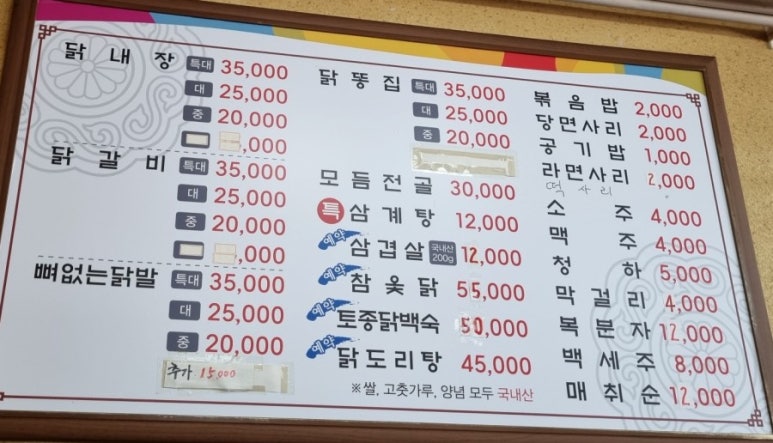 닭내장 특대 35,000
대 25,000
중 20,000
,000
닭갈비 특대 35,000
대 25,000
중 20,000
,000
뼈없는닭발 특대 35,000
대 25,000
중 20,000
추가 15,000
닭똥집 특대 35,000
대 25,000
중 20,000
모듬전골 30,000
특 삼계탕 12,000
예약 삼겹살 국내산 200g 12,000
예약 참옻닭 55,000
예약 토종닭백숙 50,000
예약 닭도리탕 45,000
※쌀, 고춧가루, 양념 모두 국내산
볶음밥 2,000
당면사리 2,000
공기밥 1,000
라면사리 2,000
떡사리
소주 4,000
맥주 4,000
청하 5,000
막걸리 4,000
복분자 12,000
백세주 8,000
매취순 12,000